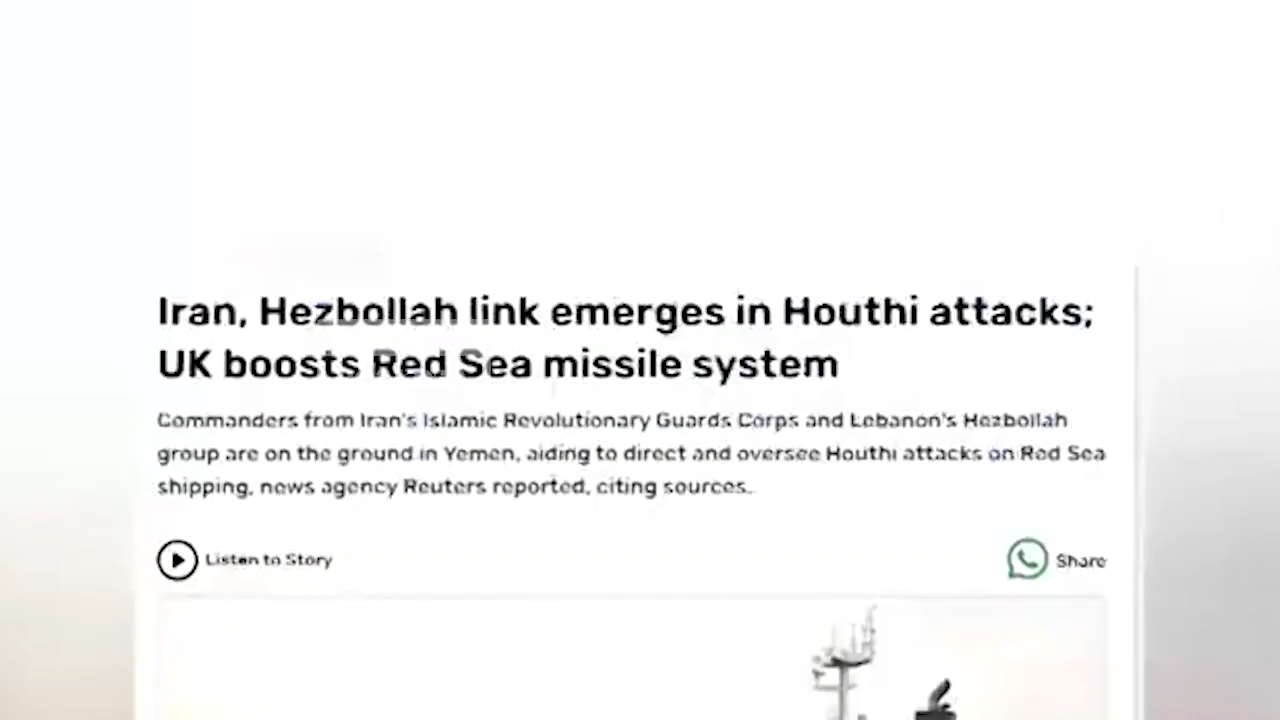 Iran, Hezbollah link emerges in Houthi attacks;
UK boosts Red Sea missile system
Commanders from Iran's Islamic Revolutionary Guards Corps and Lebanon's Hezbollah
group are on the ground in Yemen, aiding to direct and oversee Houthi attacks on Red Sea
shipping, news agency Reuters reported, citing sources.
Listen to Story
Share